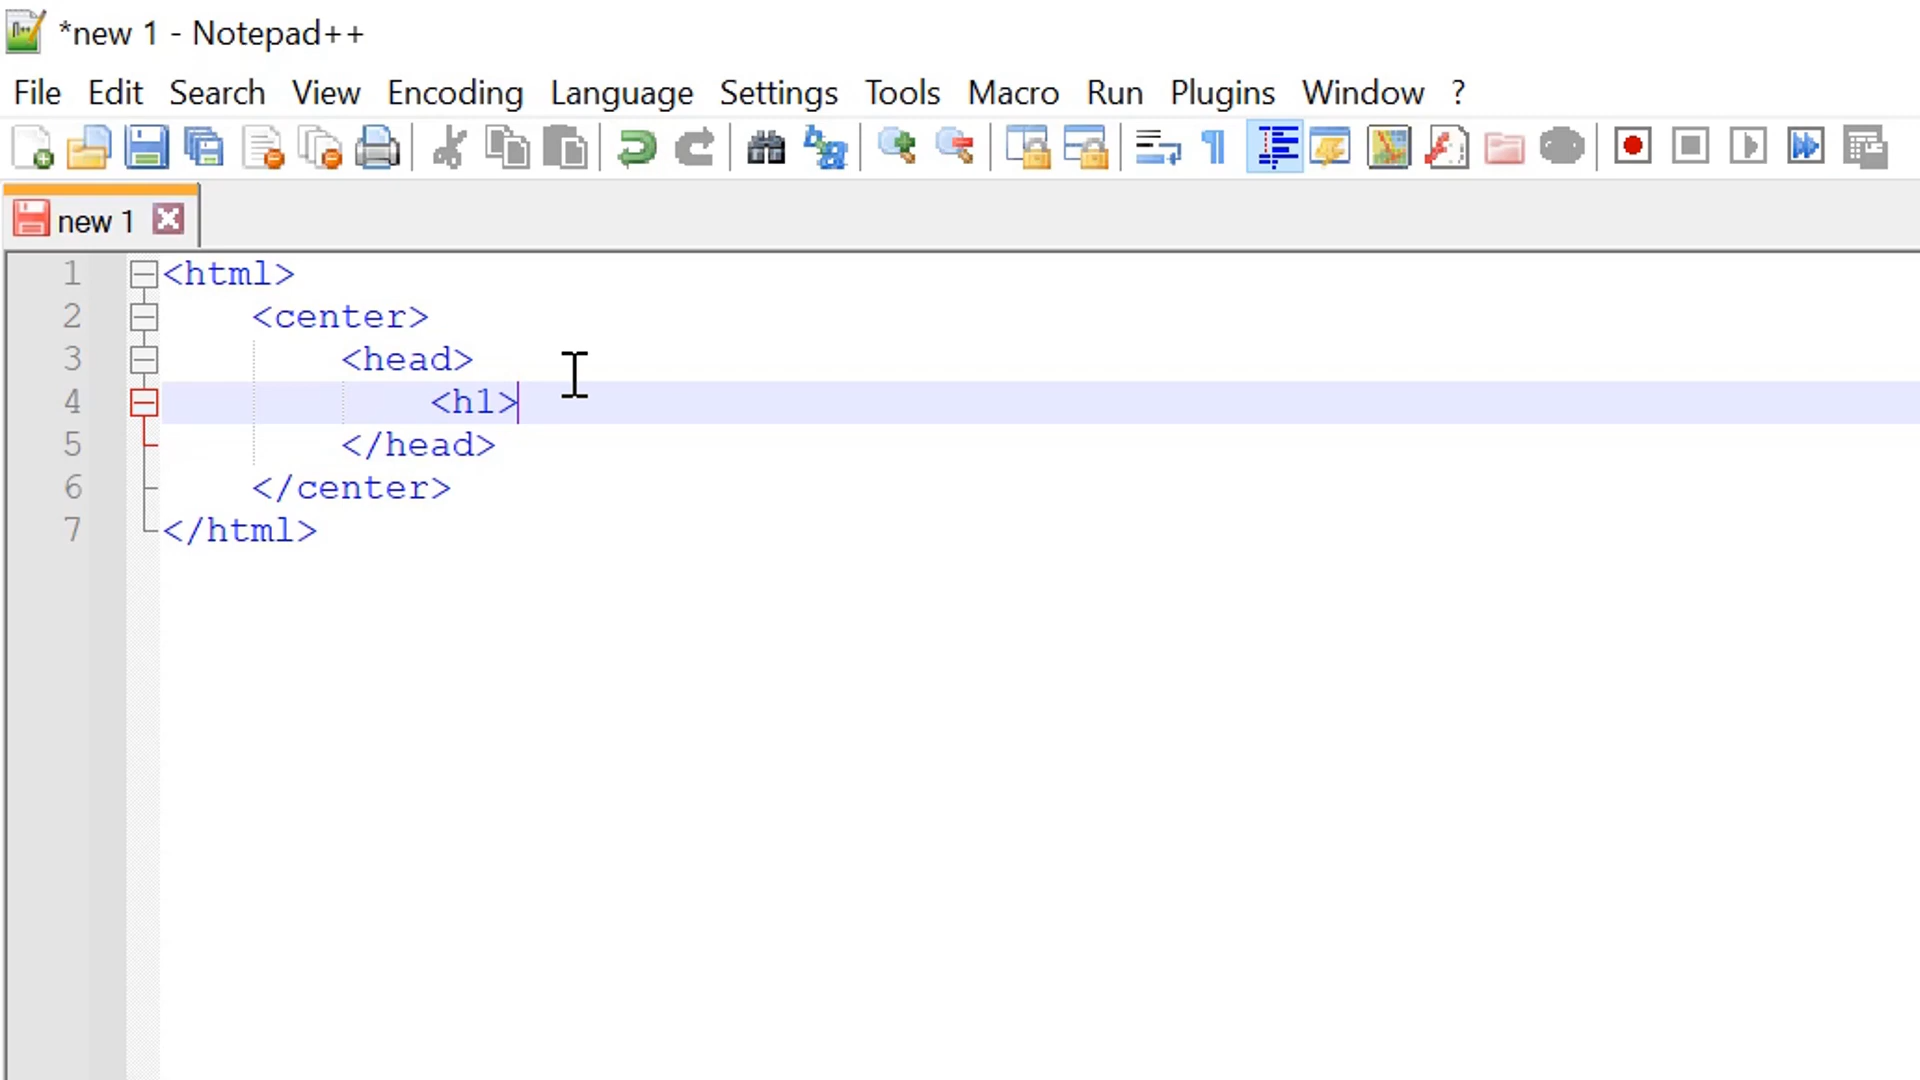 *new 1 - Notepad++
File Edit Search View Encoding Language Settings Tools Macro Run Plugins Window ?
new 1
1 <html>
2 <center>
3 <head>
4 <h1>
5 </head>
6 </center>
7 </html>